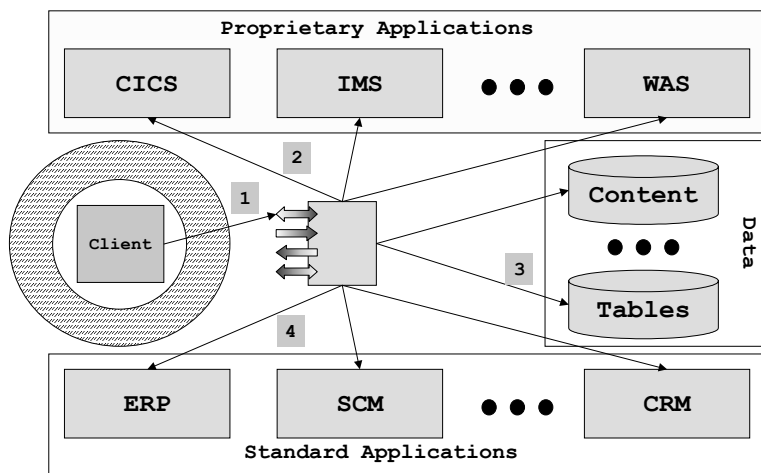 Proprietary Applications
CICS
IMS
WAS
2
1
Client
Content
Data
3
Tables
4
ERP
SCM
CRM
Standard Applications